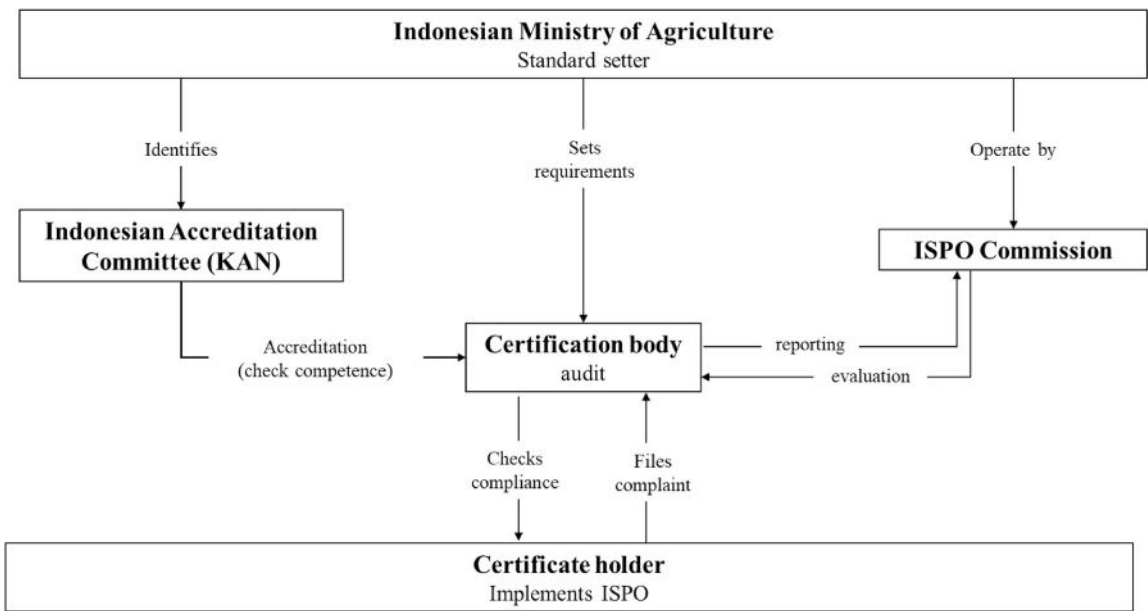 Indonesian Ministry of Agriculture
Standard setter
Identifies
Sets
requirements
Operate by
Indonesian Accreditation
Committee (KAN)
ISPO Commission
Accreditation
(check competence)
Certification body
audit
reporting
evaluation
Checks
compliance
Files
complaint
Certificate holder
Implements ISPO